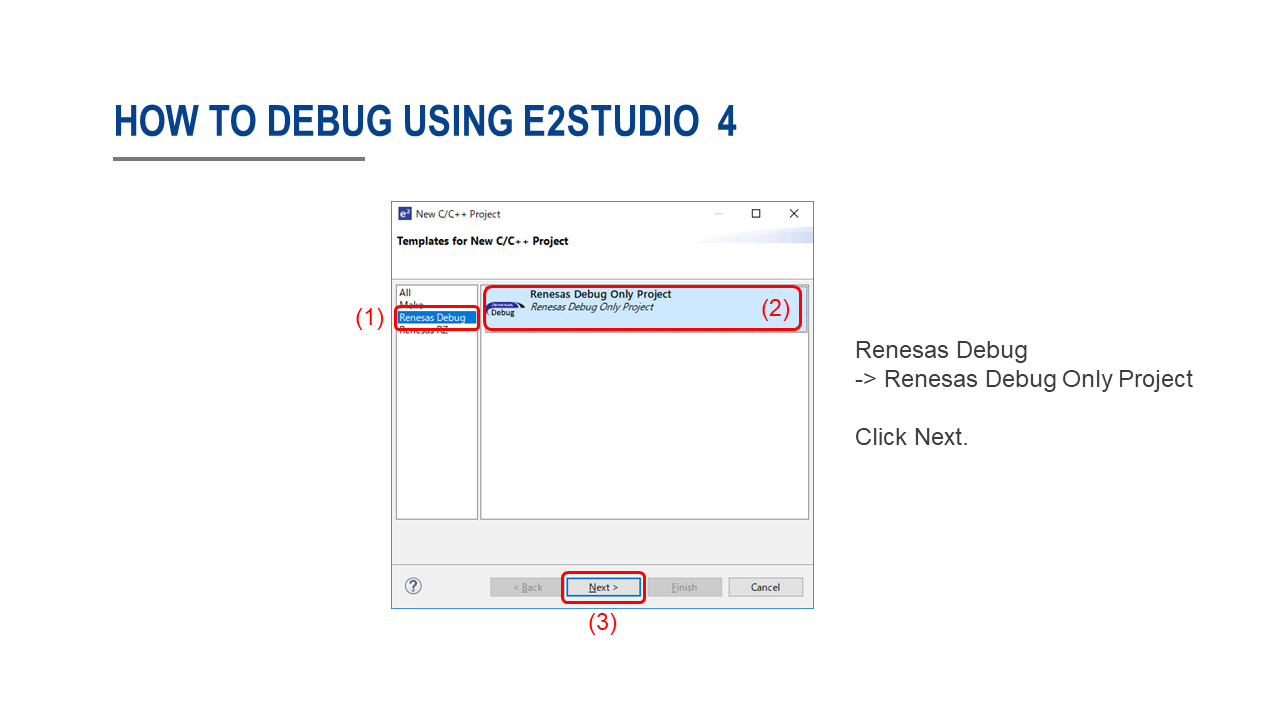 HOW TO DEBUG USING E2STUDIO 4
e² New C/C++ Project
Templates for New C/C++ Project
All
Make
Renesas Debug
Renesas RZ
(1)
Debug
Renesas Debug Only Project
Renesas Debug Only Project
(2)
Renesas Debug
-> Renesas Debug Only Project
Click Next.
?
< Back
Next >
Finish
Cancel
(3)